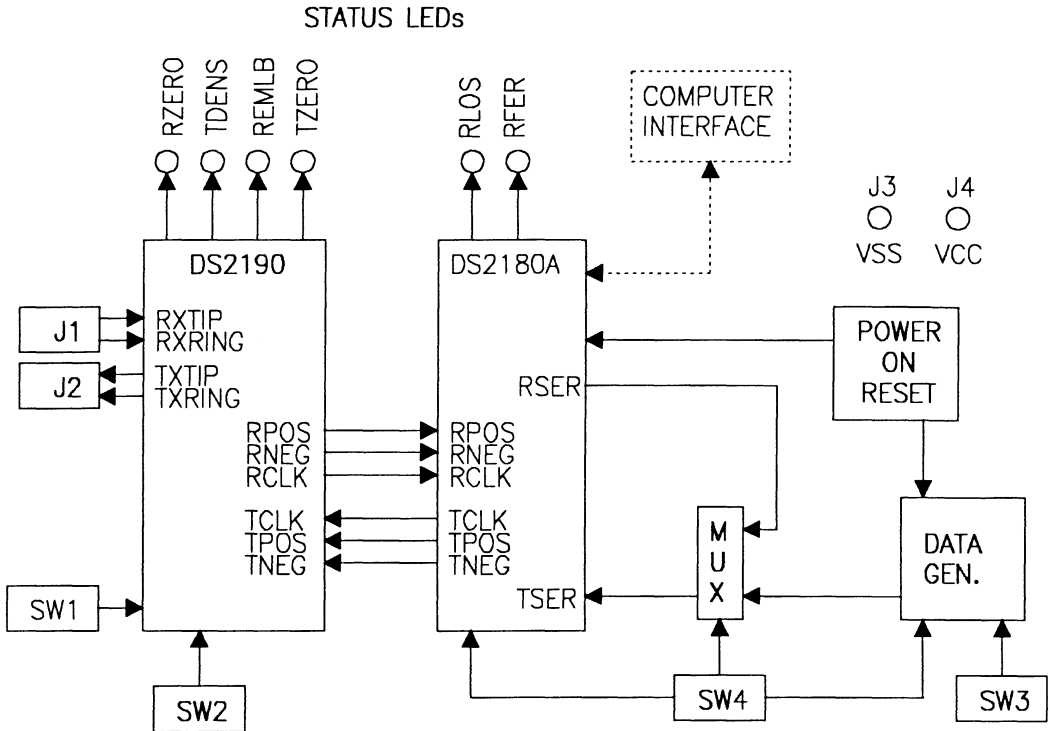 STATUS LEDs
RZERO
TDENS
REMLB
TZERO
RLOS
RFER
COMPUTER
INTERFACE
J3
VSS
J4
VCC
DS2190
DS2180A
J1
RXTIP
RXRING
J2
TXTIP
TXRING
POWER
ON
RESET
RSER
RPOS
RNEG
RCLK
RPOS
RNEG
RCLK
TCLK
TPOS
TNEG
TCLK
TPOS
TNEG
TSER
MUX
DATA
GEN.
SW1
SW2
SW4
SW3